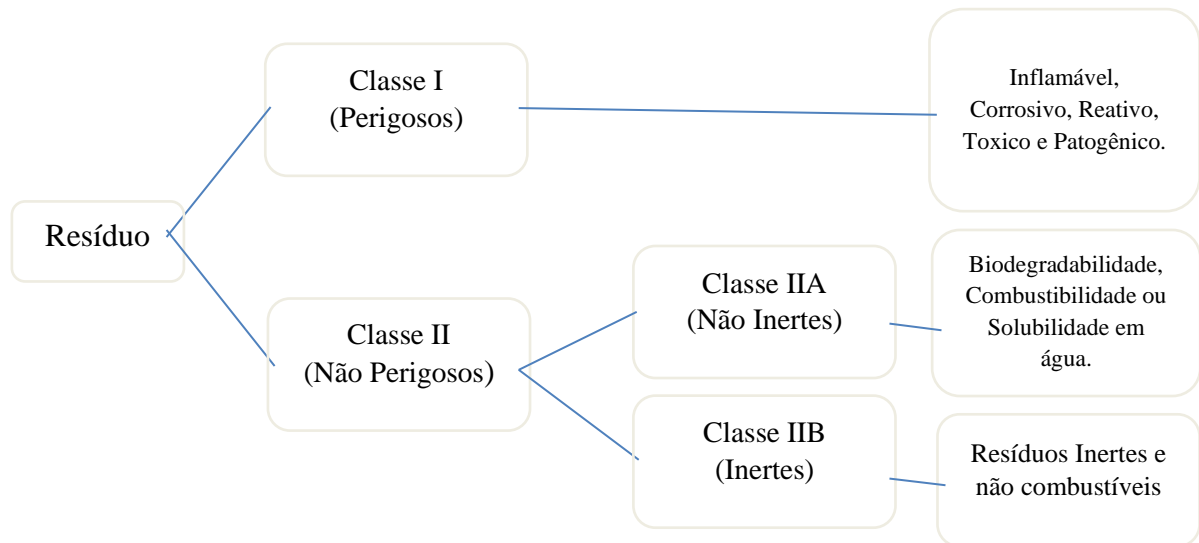 Resíduo
Classe I
(Perigosos)
Inflamável,
Corrosivo, Reativo,
Toxico e Patogênico.
Classe II
(Não Perigosos)
Classe IIA
(Não Inertes)
Biodegradabilidade,
Combustibilidade ou
Solubilidade em
água.
Classe IIB
(Inertes)
Resíduos Inertes e
não combustíveis